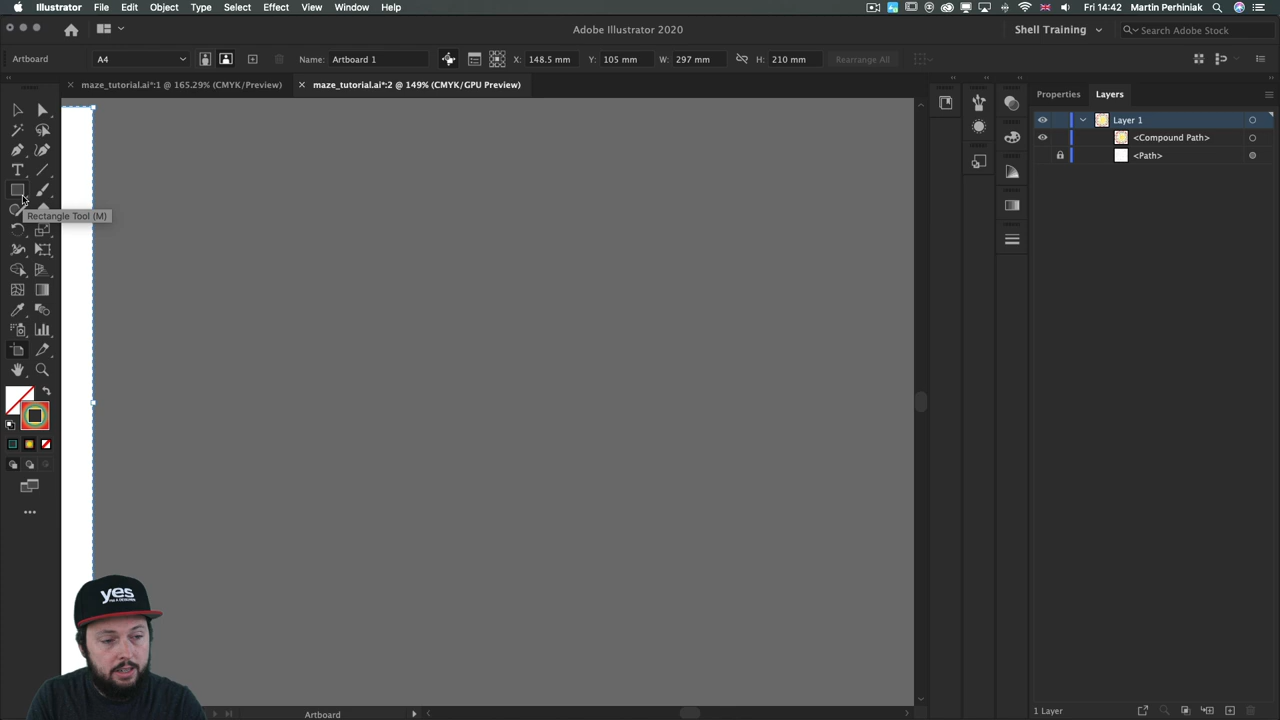 Illustrator File Edit Object Type Select Effect View Window Help
Fri 14:42 Martin Perhiniak
Adobe Illustrator 2020
Shell Training
Search Adobe Stock
Artboard A4 Name: Artboard 1 X: 148.5 mm Y: 105 mm W: 297 mm H: 210 mm Rearrange All
maze_tutorial.ai*:1 @ 165.29% (CMYK/Preview)
maze_tutorial.ai*:2 @ 149% (CMYK/GPU Preview)
Properties Layers
Layer 1
<Compound Path>
<Path>
Rectangle Tool (M)
yes
Artboard
1 Layer